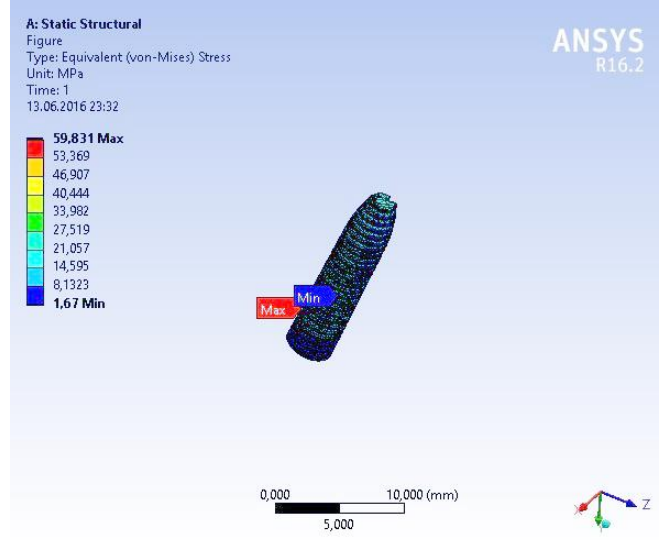 A: Static Structural
Figure
Type: Equivalent (von-Mises) Stress
Unit: MPa
Time: 1
13.06.2016 23:32
ANSYS
R16.2
59,831 Max
53,369
46,907
40,444
33,982
27,519
21,057
14,595
8,1323
1,67 Min
Min
Max
0,000 10,000 (mm)
5,000
X Z